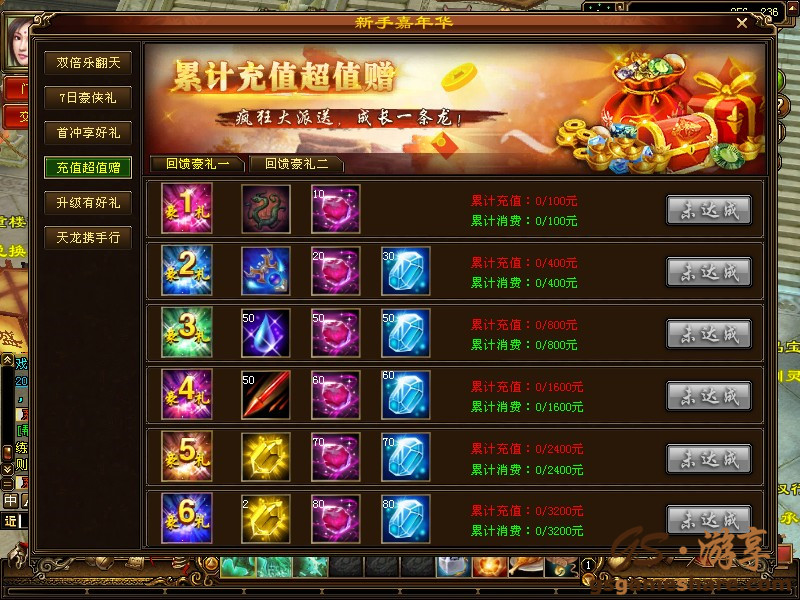 新手嘉年华
双倍乐翻天
7日豪侠礼
首冲享好礼
充值超值赠
升级有好礼
天龙携手行
累计充值超值赠
疯狂大派送，成长一条龙！
回馈豪礼一
回馈豪礼二
豪1礼
10
累计充值：0/100元
累计消费：0/100元
未达成
豪2礼
20
30
累计充值：0/400元
累计消费：0/400元
未达成
豪3礼
50
50
50
累计充值：0/800元
累计消费：0/800元
未达成
豪4礼
50
60
60
累计充值：0/1600元
累计消费：0/1600元
未达成
豪5礼
70
70
累计充值：0/2400元
累计消费：0/2400元
未达成
豪6礼
2
80
80
累计充值：0/3200元
累计消费：0/3200元
未达成
GS·游享
近
1